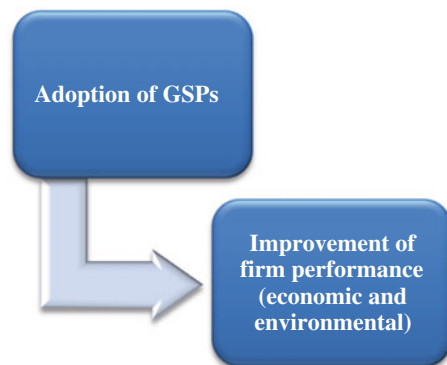 Adoption of GSPs
Improvement of
firm performance
(economic and
environmental)